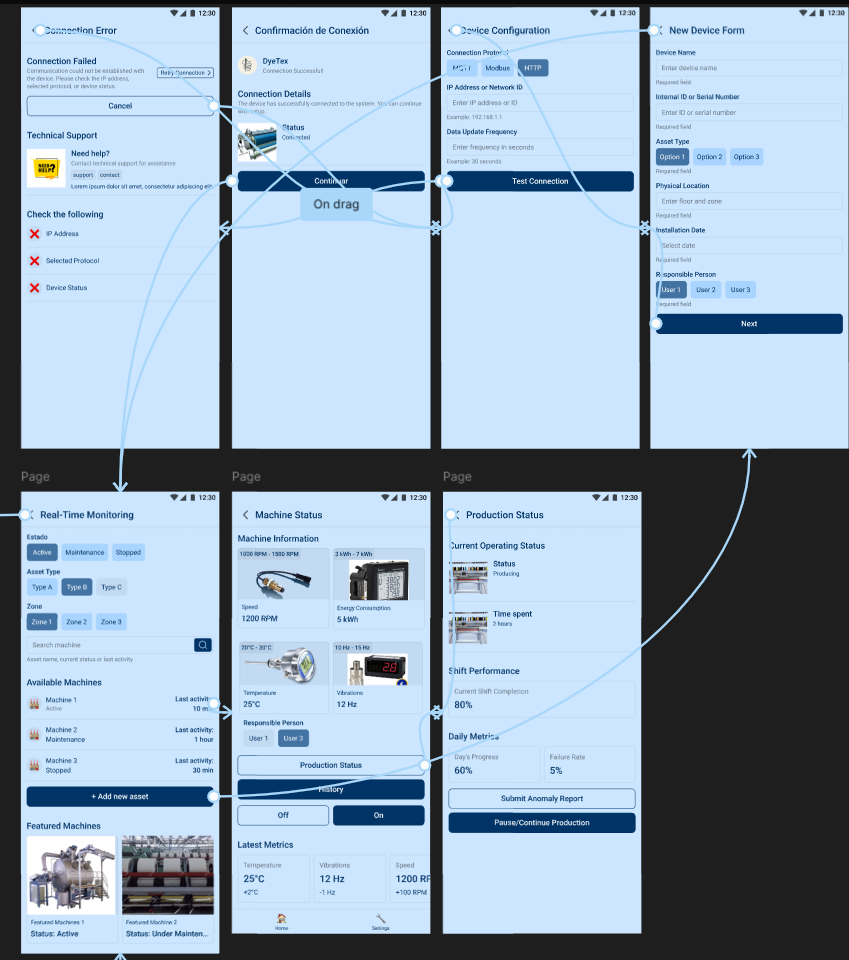 12:30
Connection Error
Connection Failed
Communication could not be established with
the device. Please check the IP address,
selected protocol, or device status.
Retry Connection
Cancel
Technical Support
NEED
HELP?
Need help?
Contact technical support for assistance
support
contact
Lorem ipsum dolor sit amet, consectetur adipiscing elit
Check the following
IP Address
Selected Protocol
Device Status
12:30
Confirmación de Conexión
DyeTex
Connection Successfull
Connection Details
The device has successfully connected to the system. You can continue
with setup.
Status
Connected
Continuar
On drag
12:30
Device Configuration
Connection Protocol
MQTT
Modbus
HTTP
IP Address or Network ID
Enter IP address or ID
Example: 192.168.1.1
Data Update Frequency
Enter frequency in seconds
Example: 30 seconds
Test Connection
12:30
New Device Form
Device Name
Enter device name
Required field
Internal ID or Serial Number
Enter ID or serial number
Required field
Asset Type
Option 1
Option 2
Option 3
Required field
Physical Location
Enter floor and zone
Required field
Installation Date
Select date
Required field
Responsible Person
User 1
User 2
User 3
Required field
Next
Page
12:30
Real-Time Monitoring
Estado
Active
Maintenance
Stopped
Asset Type
Type A
Type B
Type C
Zone
Zone 1
Zone 2
Zone 3
Search machine
Asset name, current status or last activity
Available Machines
Machine 1
Active
Last activity:
10 m
Machine 2
Maintenance
Last activity:
1 hour
Machine 3
Stopped
Last activity:
30 min
+ Add new asset
Featured Machines
Featured Machines 1
Status: Active
Featured Machine 2
Status: Under Mainten...
Page
12:30
Machine Status
Machine Information
1000 RPM - 1500 RPM
Speed
1200 RPM
3 kWh - 7 kWh
Energy Consumption
5 kWh
20°C - 30°C
Temperature
25°C
10 Hz - 15 Hz
Vibrations
12 Hz
Responsible Person
User 1
User 3
Production Status
History
Off
On
Latest Metrics
Temperature
25°C
+2°C
Vibrations
12 Hz
-1 Hz
Speed
1200 RP
+100 RPM
Home
Settings
Page
12:30
Production Status
Current Operating Status
Status
Producing
Time spent
2 hours
Shift Performance
Current Shift Completion
80%
Daily Metrics
Day's Progress
60%
Failure Rate
5%
Submit Anomaly Report
Pause/Continue Production